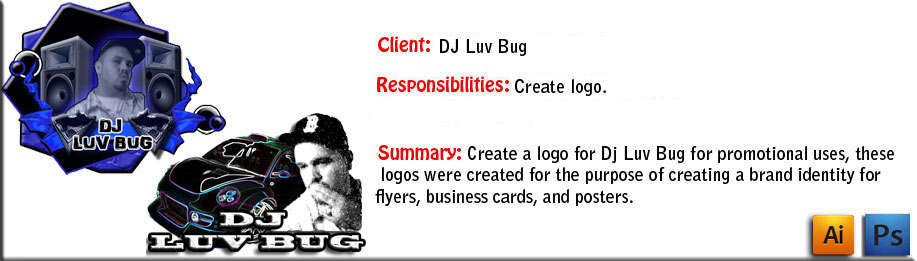 DJ
LUV BUG
DJ
LUV BUG
Client: DJ Luv Bug
Responsibilities: Create logo.
Summary: Create a logo for Dj Luv Bug for promotional uses, these
logos were created for the purpose of creating a brand identity for
flyers, business cards, and posters.
Ai Ps